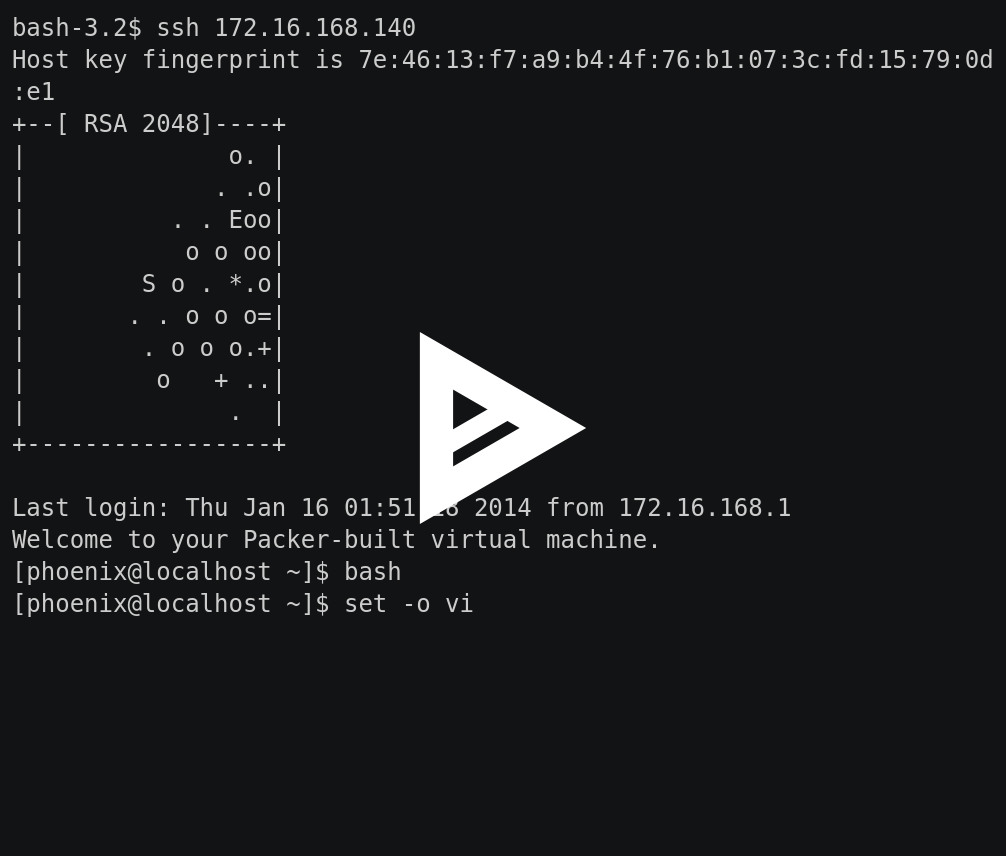 bash-3.2$ ssh 172.16.168.140
Host key fingerprint is 7e:46:13:f7:a9:b4:4f:76:b1:07:3c:fd:15:79:0d
:e1
+--[ RSA 2048]----+
|              o. |
|             . .o|
|          . . Eoo|
|           o o oo|
|        S o . *.o|
|       . . o o o=|
|        . o o o.+|
|         o   + ..|
|              .  |
+-----------------+
Last login: Thu Jan 16 2014 from 172.16.168.1
Welcome to your Packer-built virtual machine.
[phoenix@localhost ~]$ bash
[phoenix@localhost ~]$ set -o vi